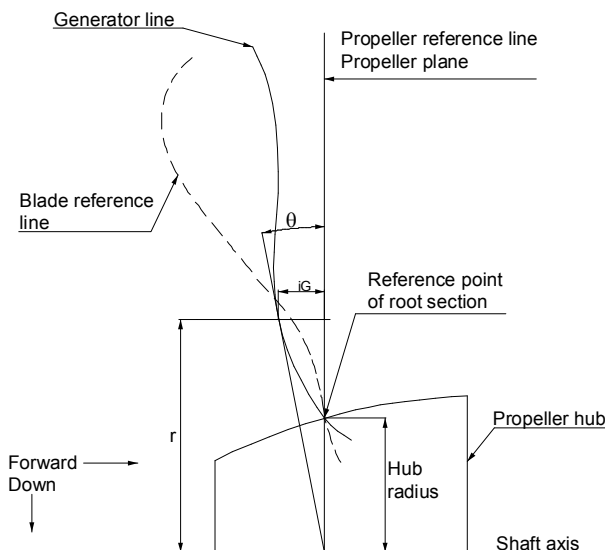 Generator line
Propeller reference line
Propeller plane
Blade reference
line
θ
iG
Reference point
of root section
r
Propeller hub
Forward
Down
Hub
radius
Shaft axis